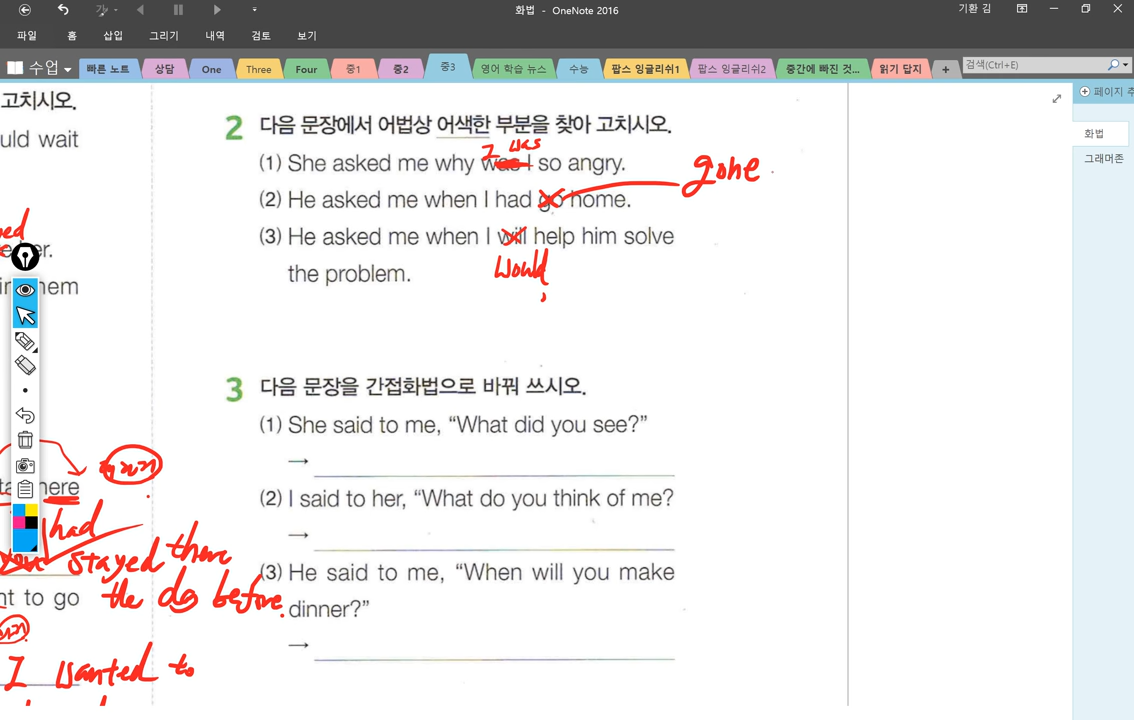 화법 - OneNote 2016
기환 김
파일 홈 삽입 그리기 내역 검토 보기
수업 빠른 노트 상담 One Three Four 중1 중2 중3 영어 학습 뉴스 수능 팝스 잉글리쉬1 팝스 잉글리쉬2 중간에 빠진 것... 읽기 답지 + 검색(Ctrl+E)
페이지 추
화법
그래머존
고치시오.
uld wait
er.
hem
here
had
stayed there
the day before.
nt to go
I wanted to
2 다음 문장에서 어법상 어색한 부분을 찾아 고치시오.
I was
(1) She asked me why was I so angry.
gone
(2) He asked me when I had go home.
(3) He asked me when I will help him solve
would
the problem.
3 다음 문장을 간접화법으로 바꿔 쓰시오.
(1) She said to me, “What did you see?”
→
(2) I said to her, “What do you think of me?
→
(3) He said to me, “When will you make
dinner?”
→